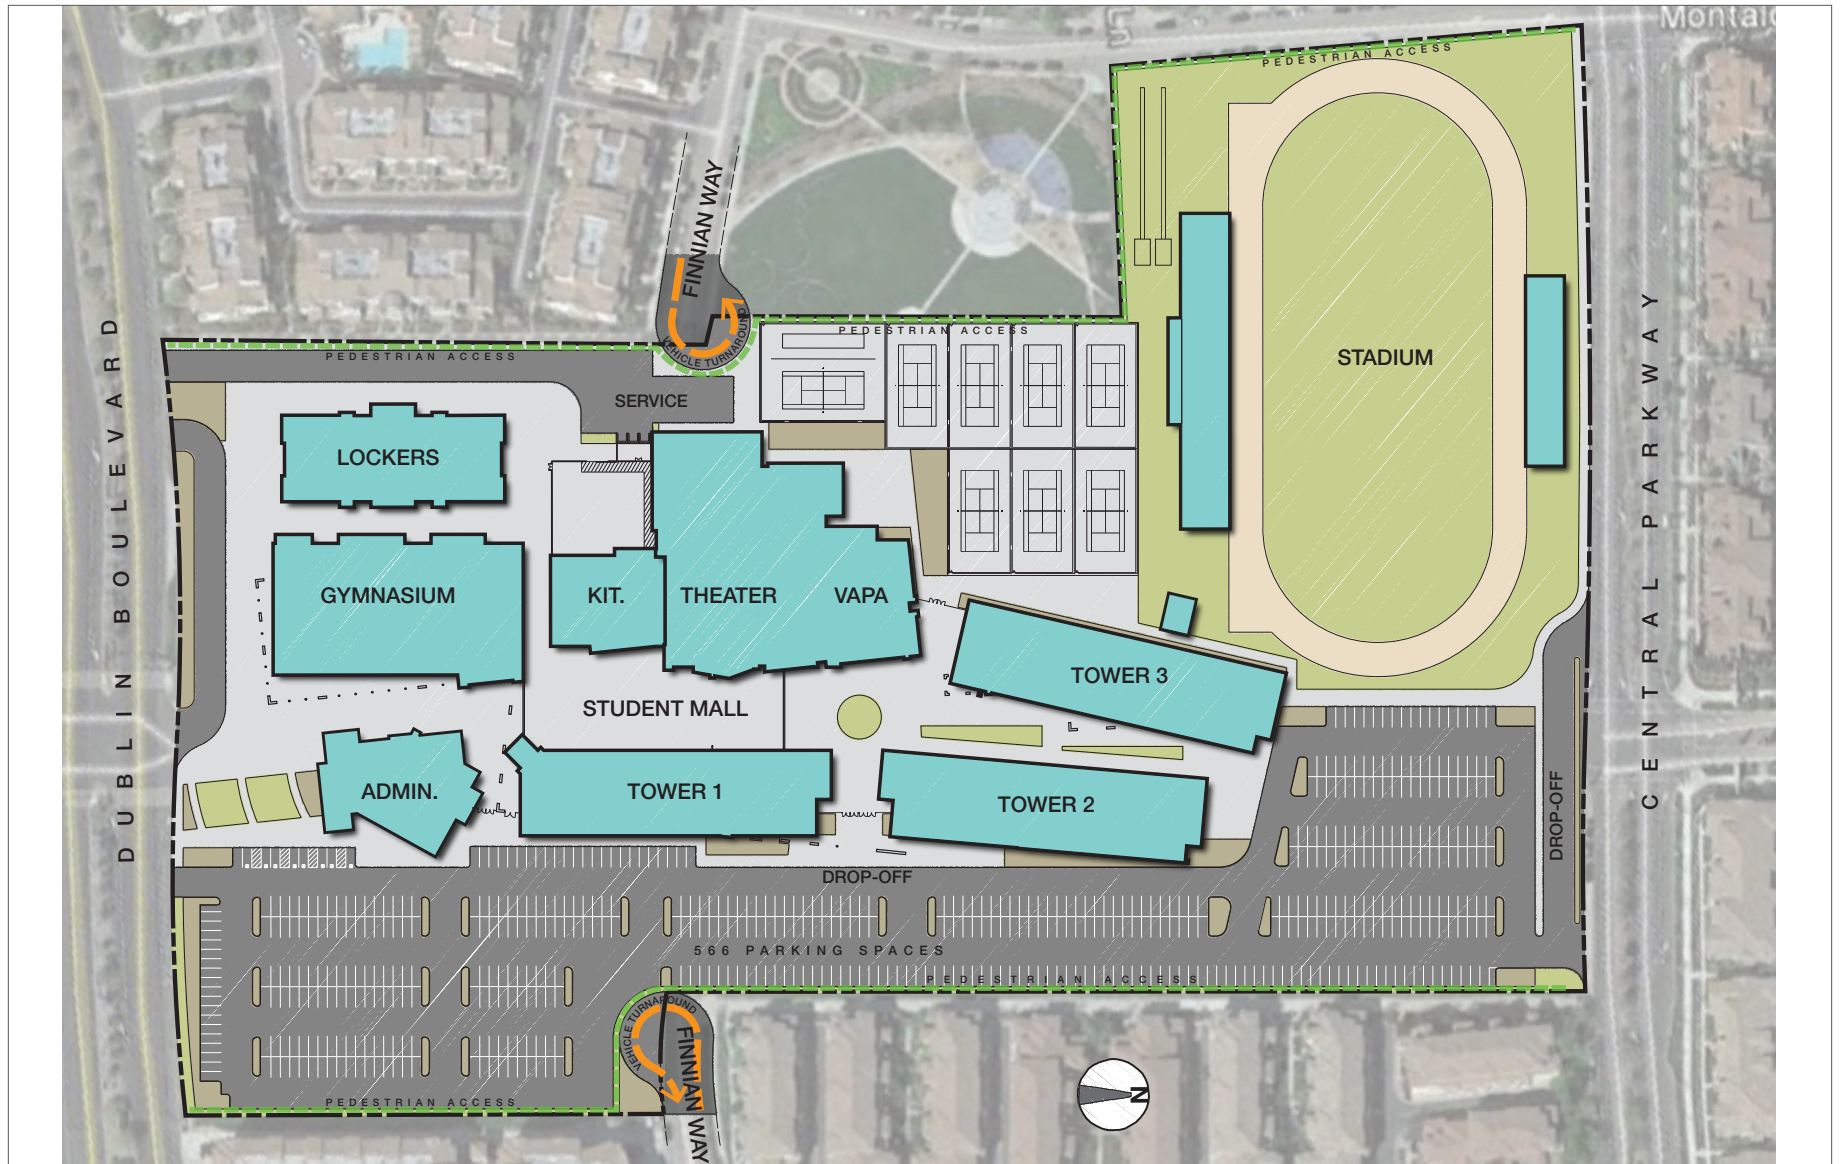 Montalc
Ln
PEDESTRIAN ACCESS
FINNIAN WAY
VEHICLE TURNAROUND
PEDESTRIAN ACCESS
PEDESTRIAN ACCESS
STADIUM
SERVICE
LOCKERS
DUBLIN BOULEVARD
CENTRAL PARKWAY
GYMNASIUM
KIT.
THEATER
VAPA
TOWER 3
STUDENT MALL
ADMIN.
TOWER 1
TOWER 2
DROP-OFF
DROP-OFF
566 PARKING SPACES
PEDESTRIAN ACCESS
VEHICLE TURNAROUND
FINNIAN WAY
PEDESTRIAN ACCESS
N